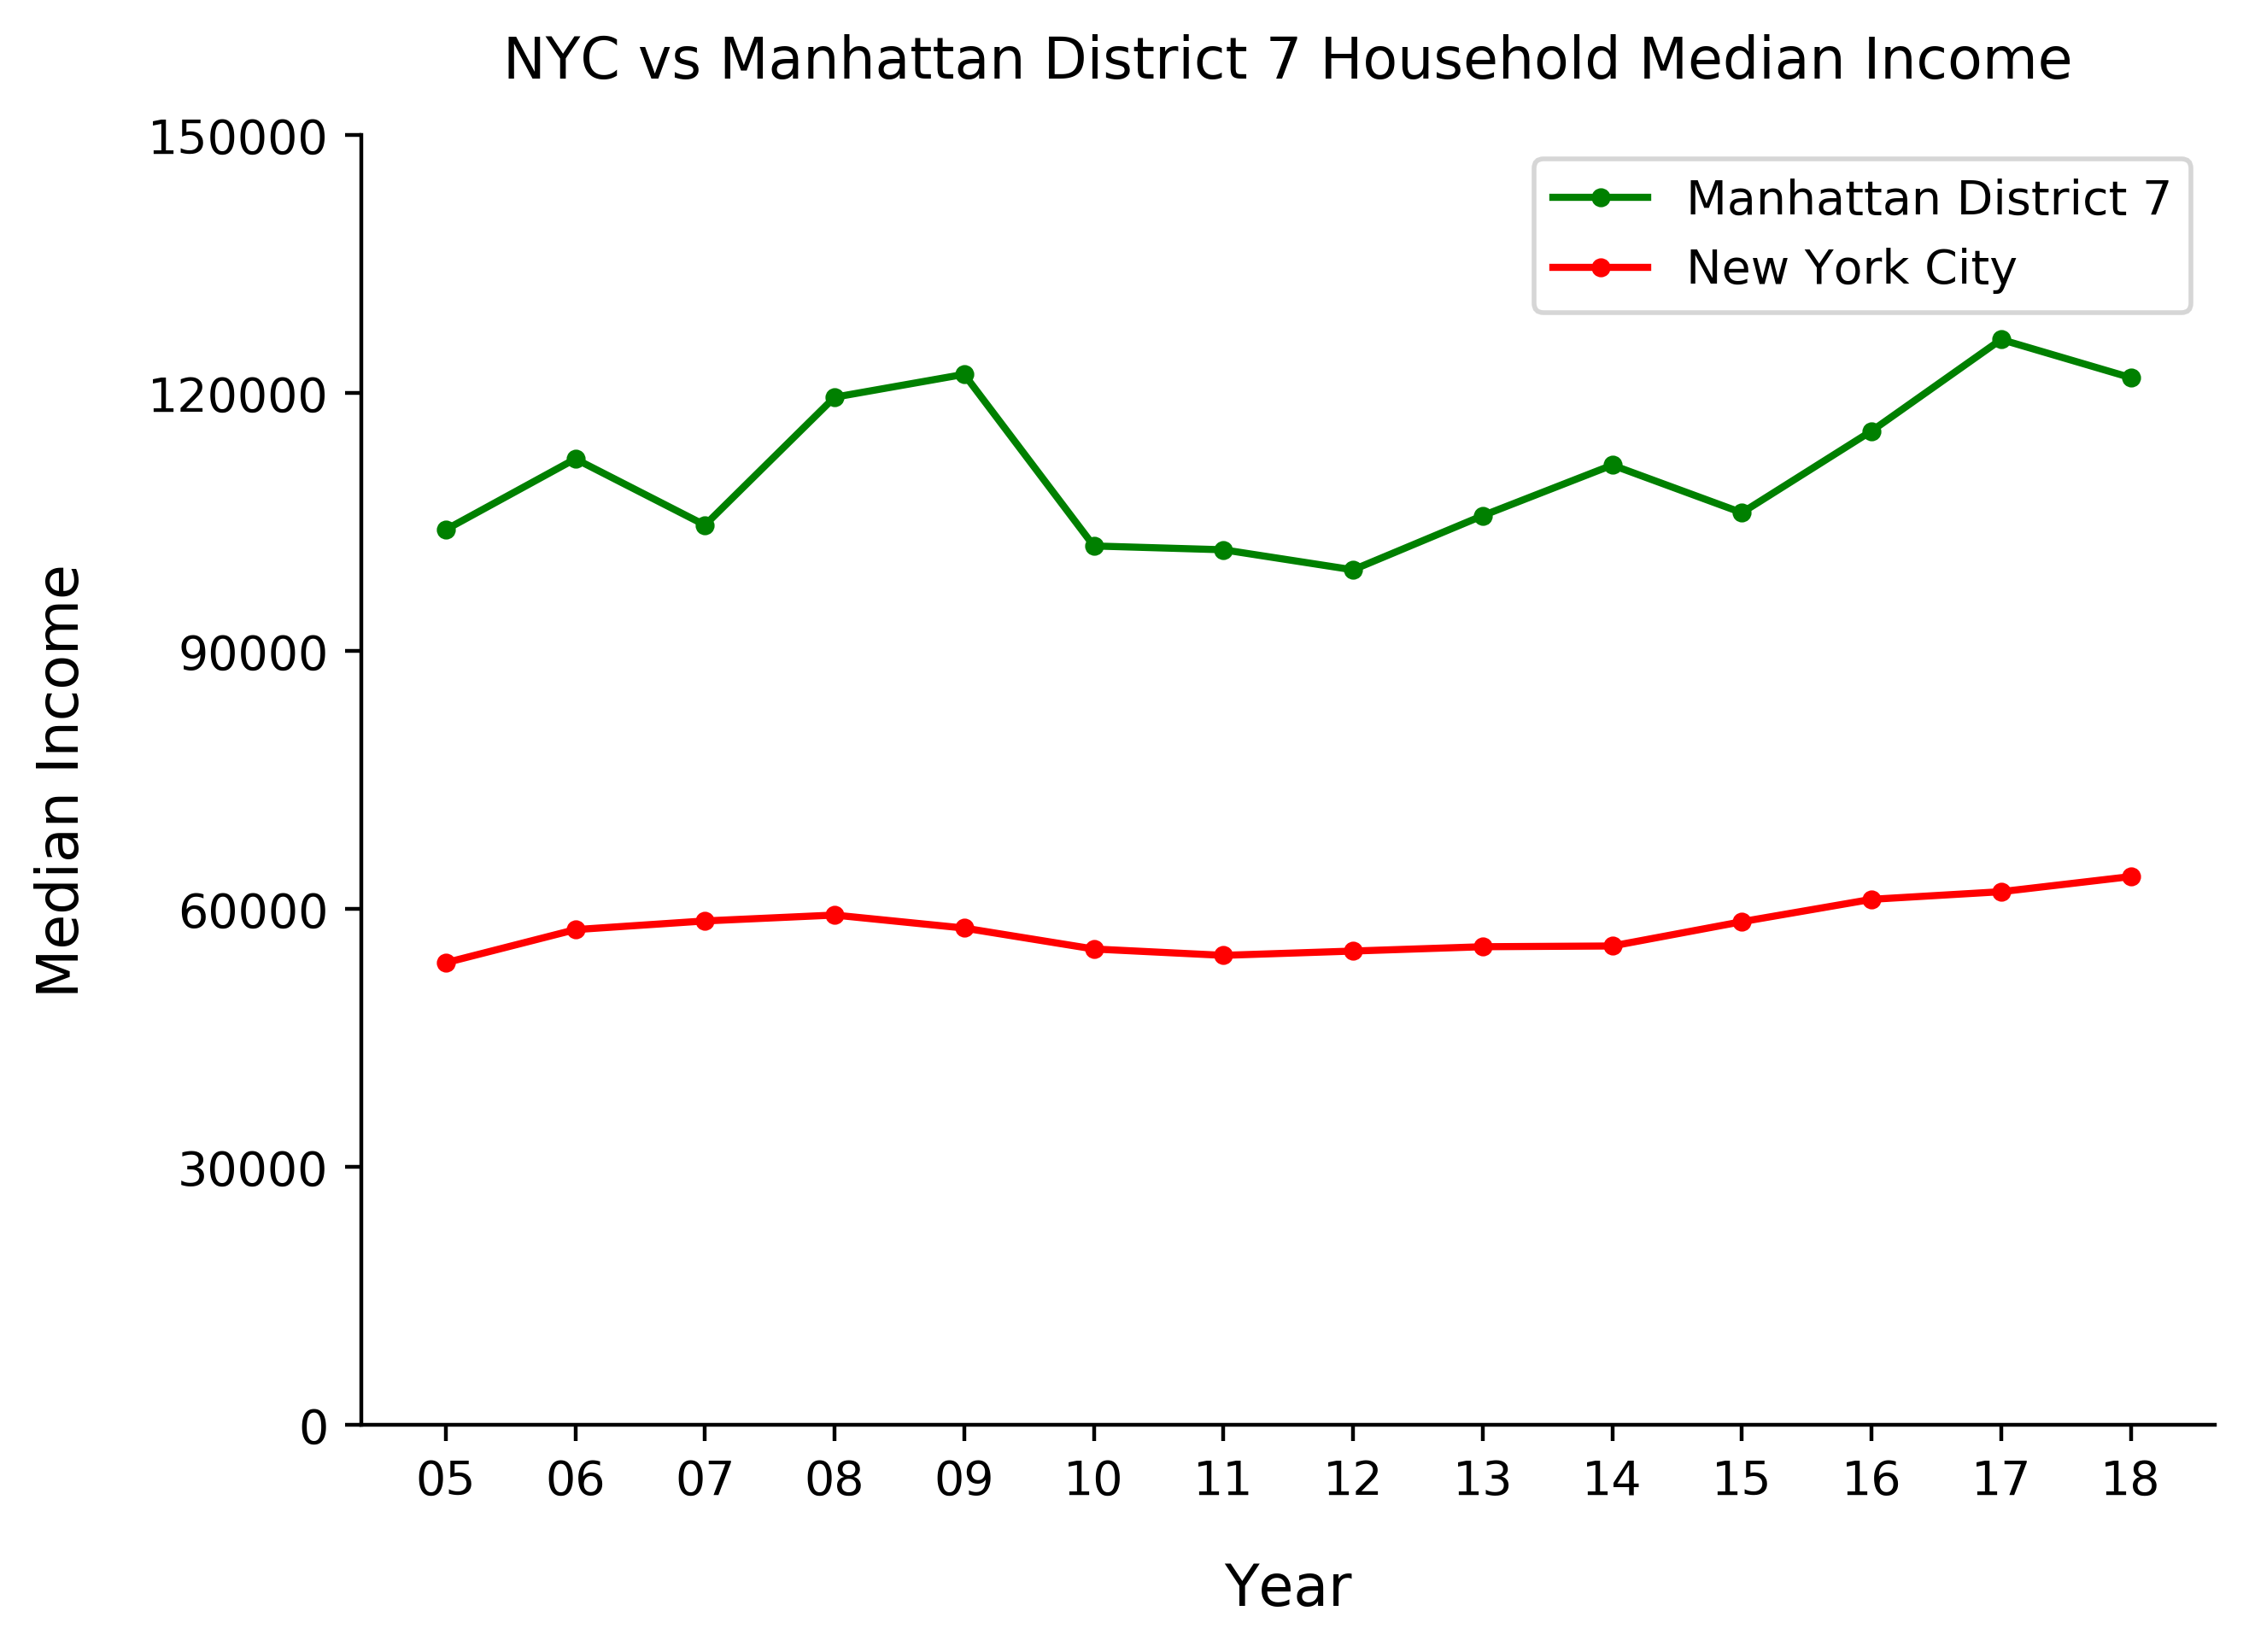 NYC vs Manhattan District 7 Household Median Income
150000
120000
90000
60000
30000
0
Median Income
Manhattan District 7
New York City
05 06 07 08 09 10 11 12 13 14 15 16 17 18
Year